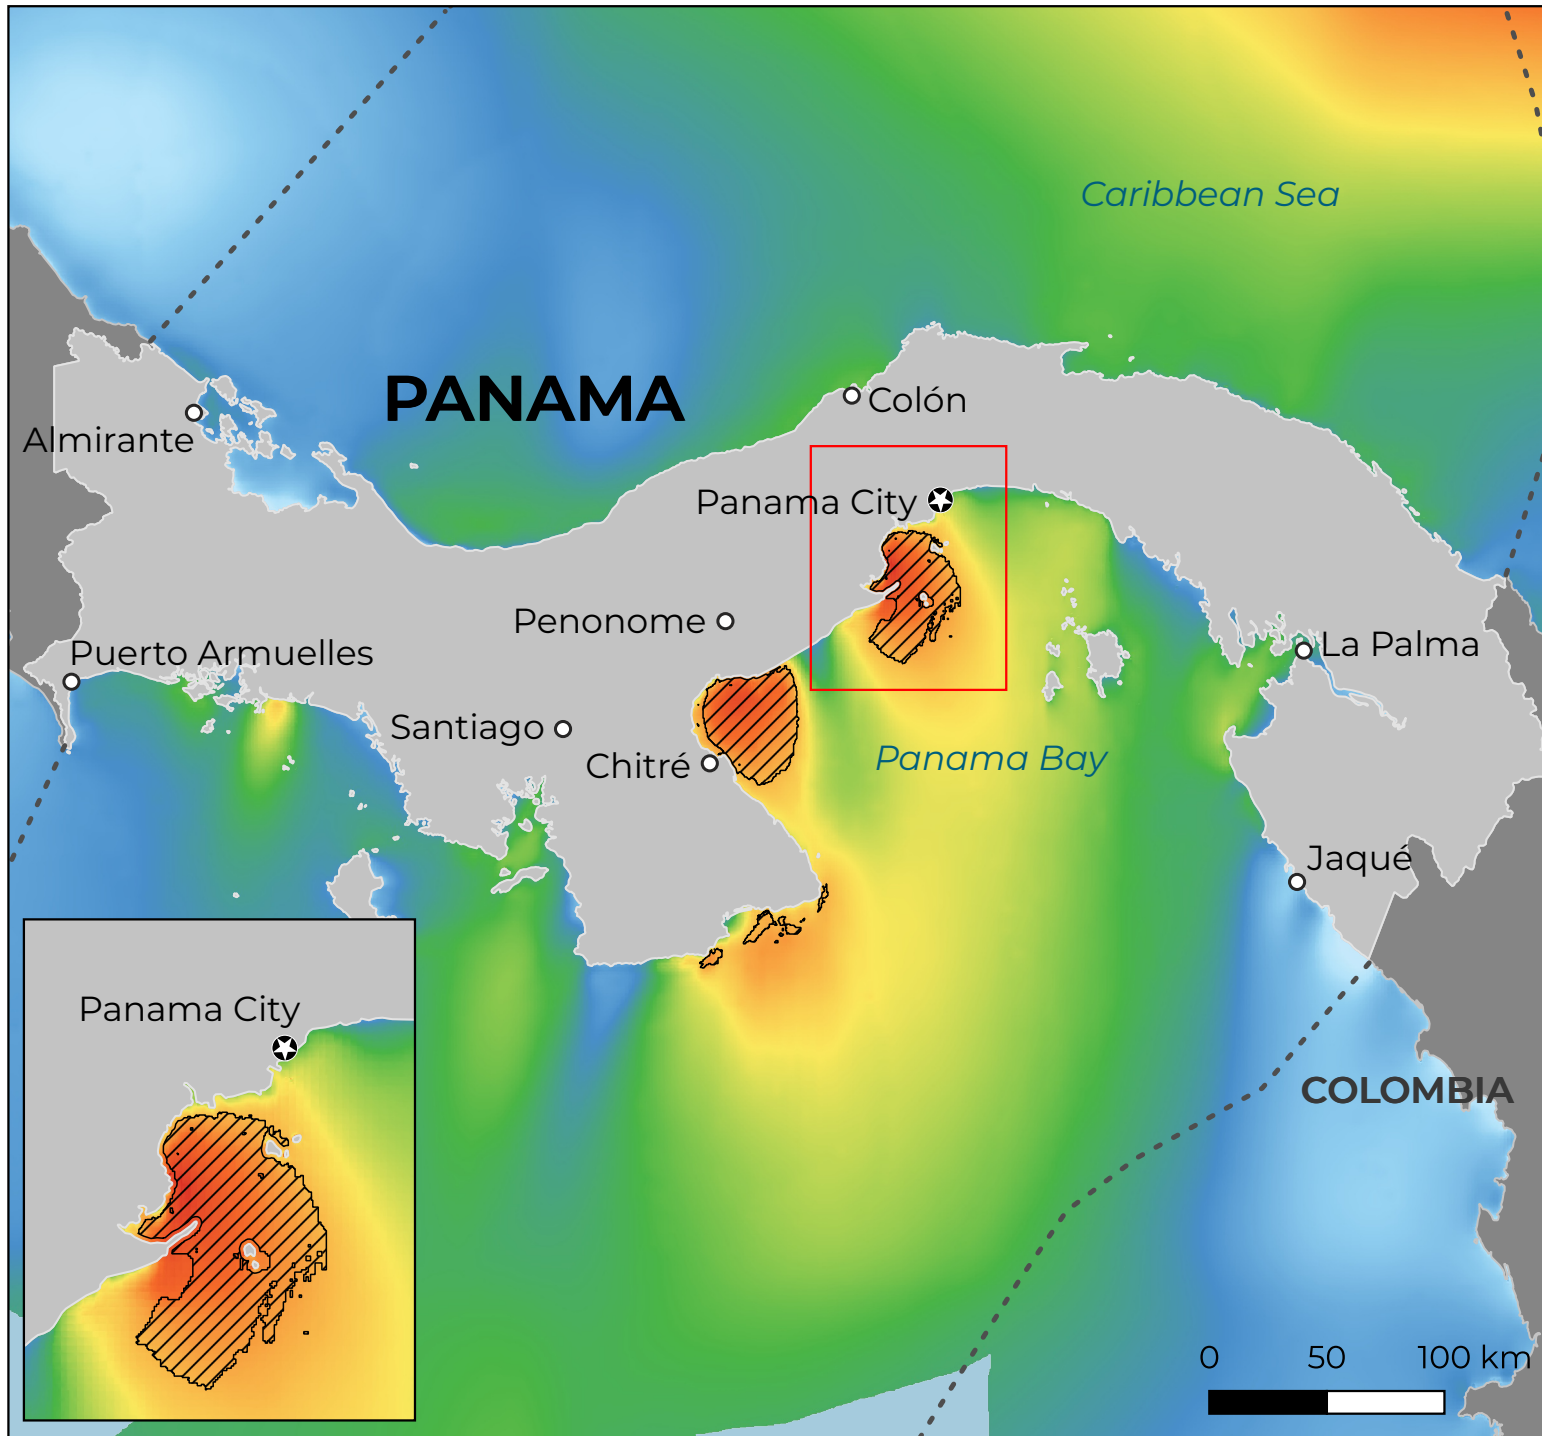 Caribbean Sea
PANAMA
Colón
Almirante
Panama City
Penonome
La Palma
Puerto Armuelles
Santiago
Chitré
Panama Bay
Jaqué
Panama City
COLOMBIA
0 50 100 km